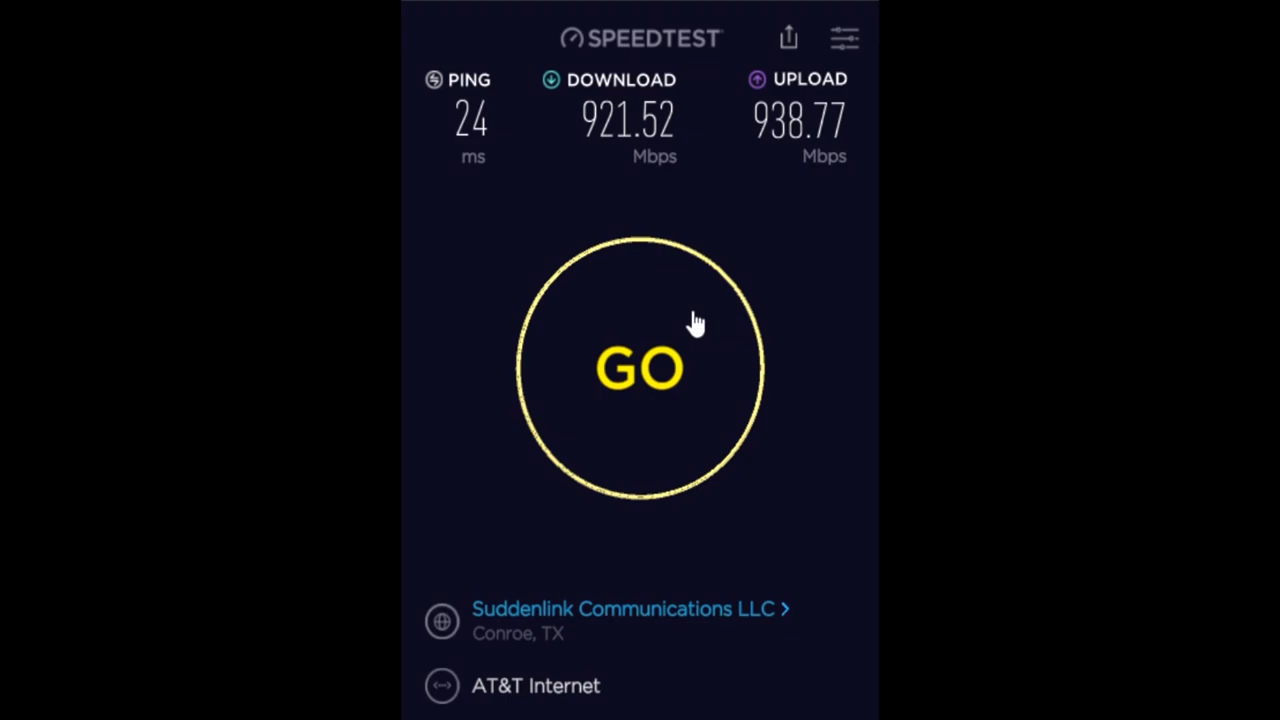 SPEEDTEST
PING DOWNLOAD UPLOAD
24 921.52 938.77
ms Mbps Mbps
GO
Suddenlink Communications LLC >
Conroe, TX
AT&T Internet